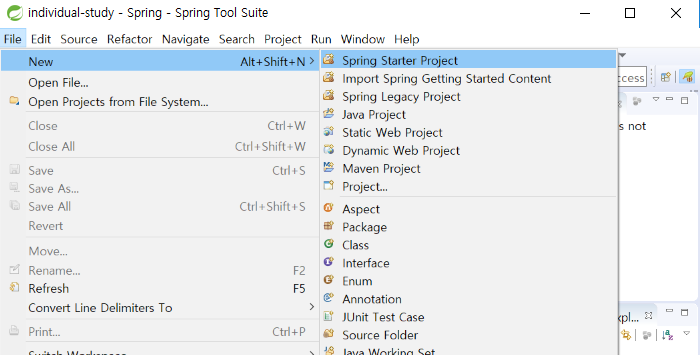 individual-study - Spring - Spring Tool Suite
File Edit Source Refactor Navigate Search Project Run Window Help
New Alt+Shift+N
Open File...
Open Projects from File System...
Close Ctrl+W
Close All Ctrl+Shift+W
Save Ctrl+S
Save As...
Save All Ctrl+Shift+S
Revert
Move...
Rename... F2
Refresh F5
Convert Line Delimiters To
Print... Ctrl+P
Switch Workspace
Spring Starter Project
Import Spring Getting Started Content
Spring Legacy Project
Java Project
Static Web Project
Dynamic Web Project
Maven Project
Project...
Aspect
Package
Class
Interface
Enum
Annotation
JUnit Test Case
Source Folder
Java Working Set
ccess
s not
xpl...